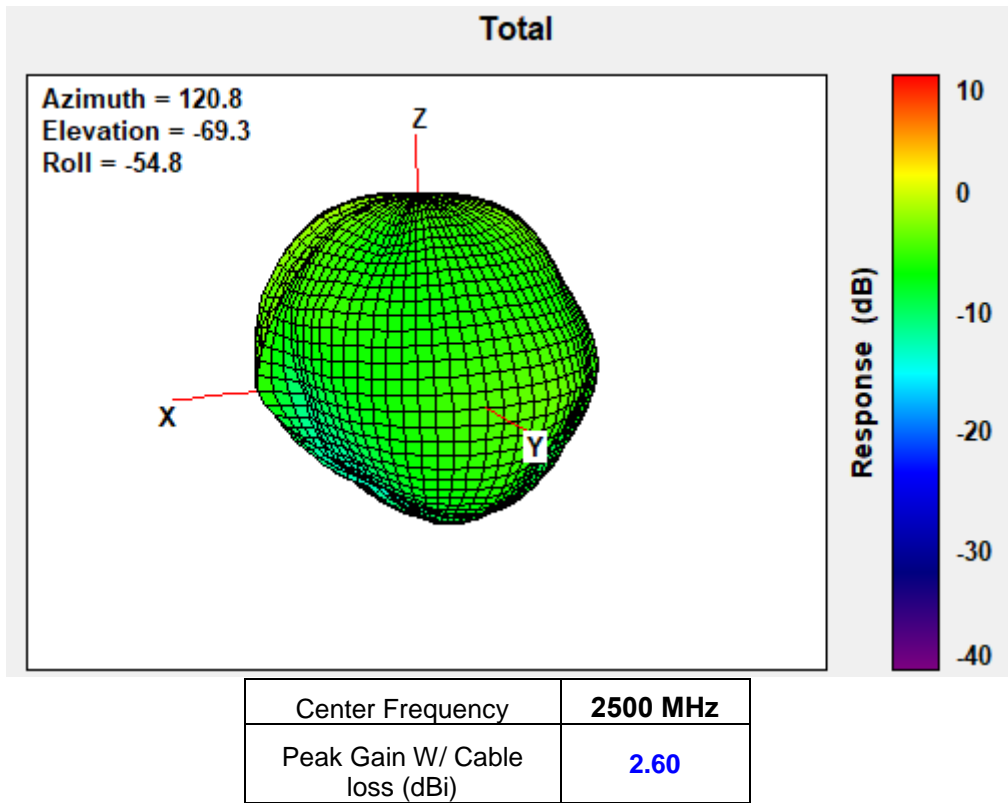 Total
Azimuth = 120.8
Elevation = -69.3
Roll = -54.8
Z
X
Y
10
0
-10
-20
-30
-40
Response (dB)
Center Frequency 2500 MHz
Peak Gain W/ Cable
loss (dBi) 2.60